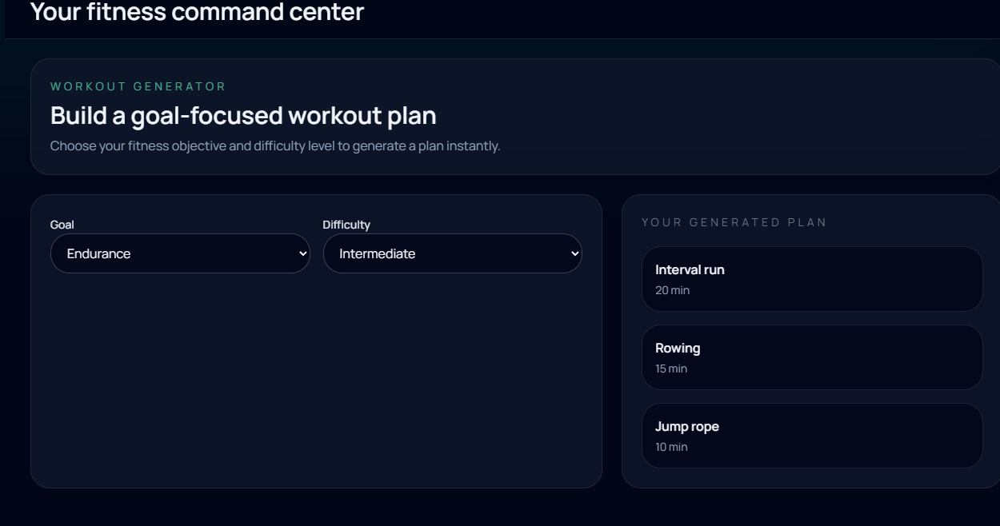 Your fitness command center
WORKOUT GENERATOR
Build a goal-focused workout plan
Choose your fitness objective and difficulty level to generate a plan instantly.
Goal
Difficulty
Endurance
Intermediate
YOUR GENERATED PLAN
Interval run
20 min
Rowing
15 min
Jump rope
10 min